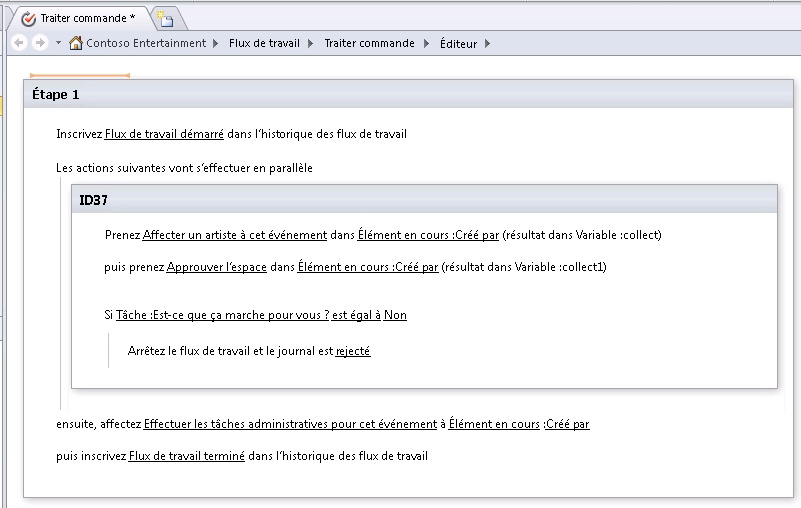 Traiter commande *
Contoso Entertainment Flux de travail Traiter commande Éditeur
Étape 1
Inscrivez Flux de travail démarré dans l'historique des flux de travail
Les actions suivantes vont s'effectuer en parallèle
ID37
Prenez Affecter un artiste à cet événement dans Élément en cours :Créé par (résultat dans Variable :collect)
puis prenez Approuver l'espace dans Élément en cours :Créé par (résultat dans Variable :collect1)
Si Tâche :Est-ce que ça marche pour vous ? est égal à Non
Arrêtez le flux de travail et le journal est rejecté
ensuite, affectez Effectuer les tâches administratives pour cet événement à Élément en cours :Créé par
puis inscrivez Flux de travail terminé dans l'historique des flux de travail